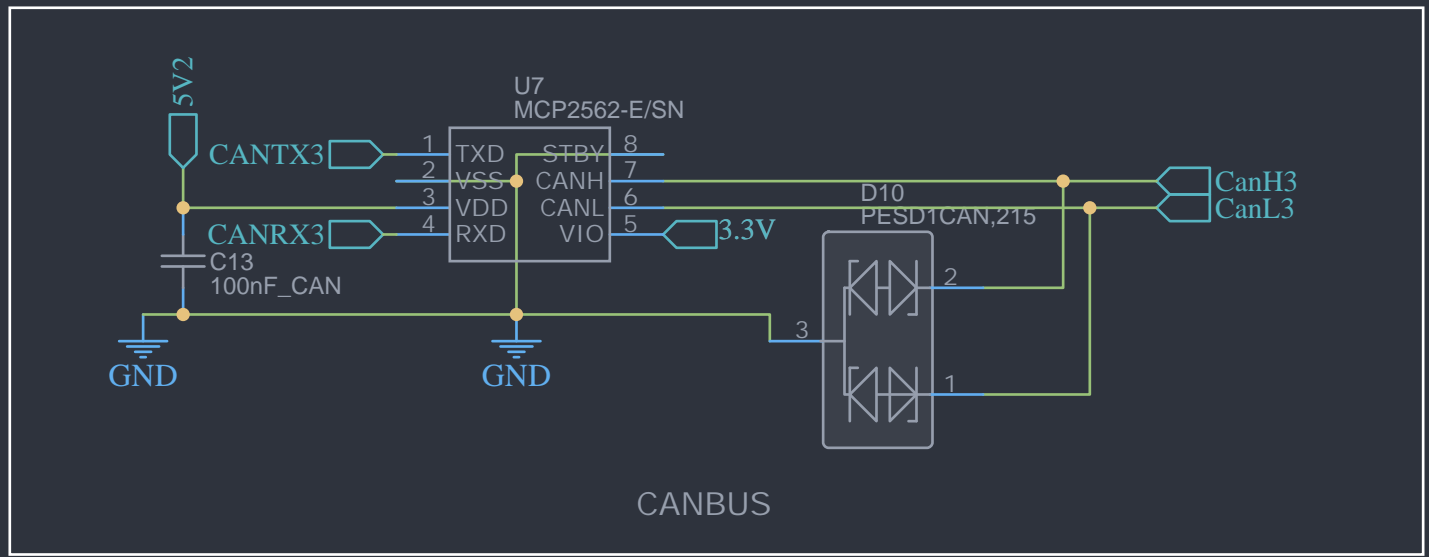 5V2
U7
MCP2562-E/SN
CANTX3
1
TXD
STBY
8
2
VSS
CANH
7
CanH3
3
VDD
CANL
6
D10
CanL3
CANRX3
4
RXD
VIO
5
3.3V
PESD1CAN,215
C13
100nF_CAN
2
3
GND
GND
1
CANBUS